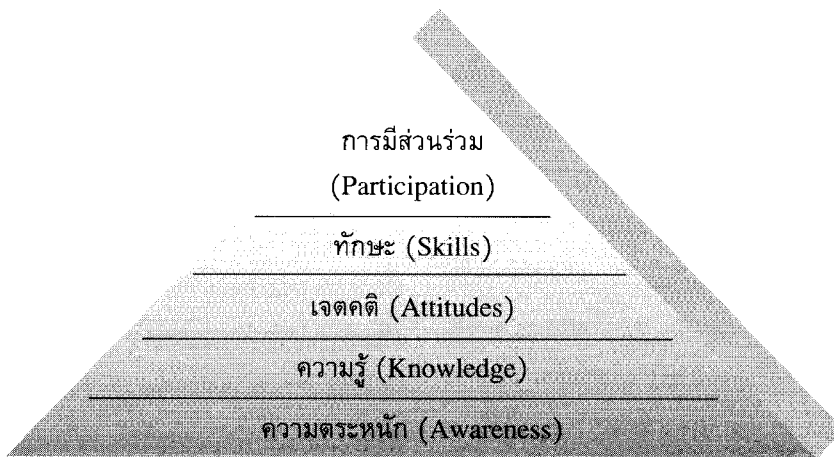 การมีส่วนร่วม
(Participation)
ทักษะ (Skills)
เจตคติ (Attitudes)
ความรู้ (Knowledge)
ความตระหนัก (Awareness)